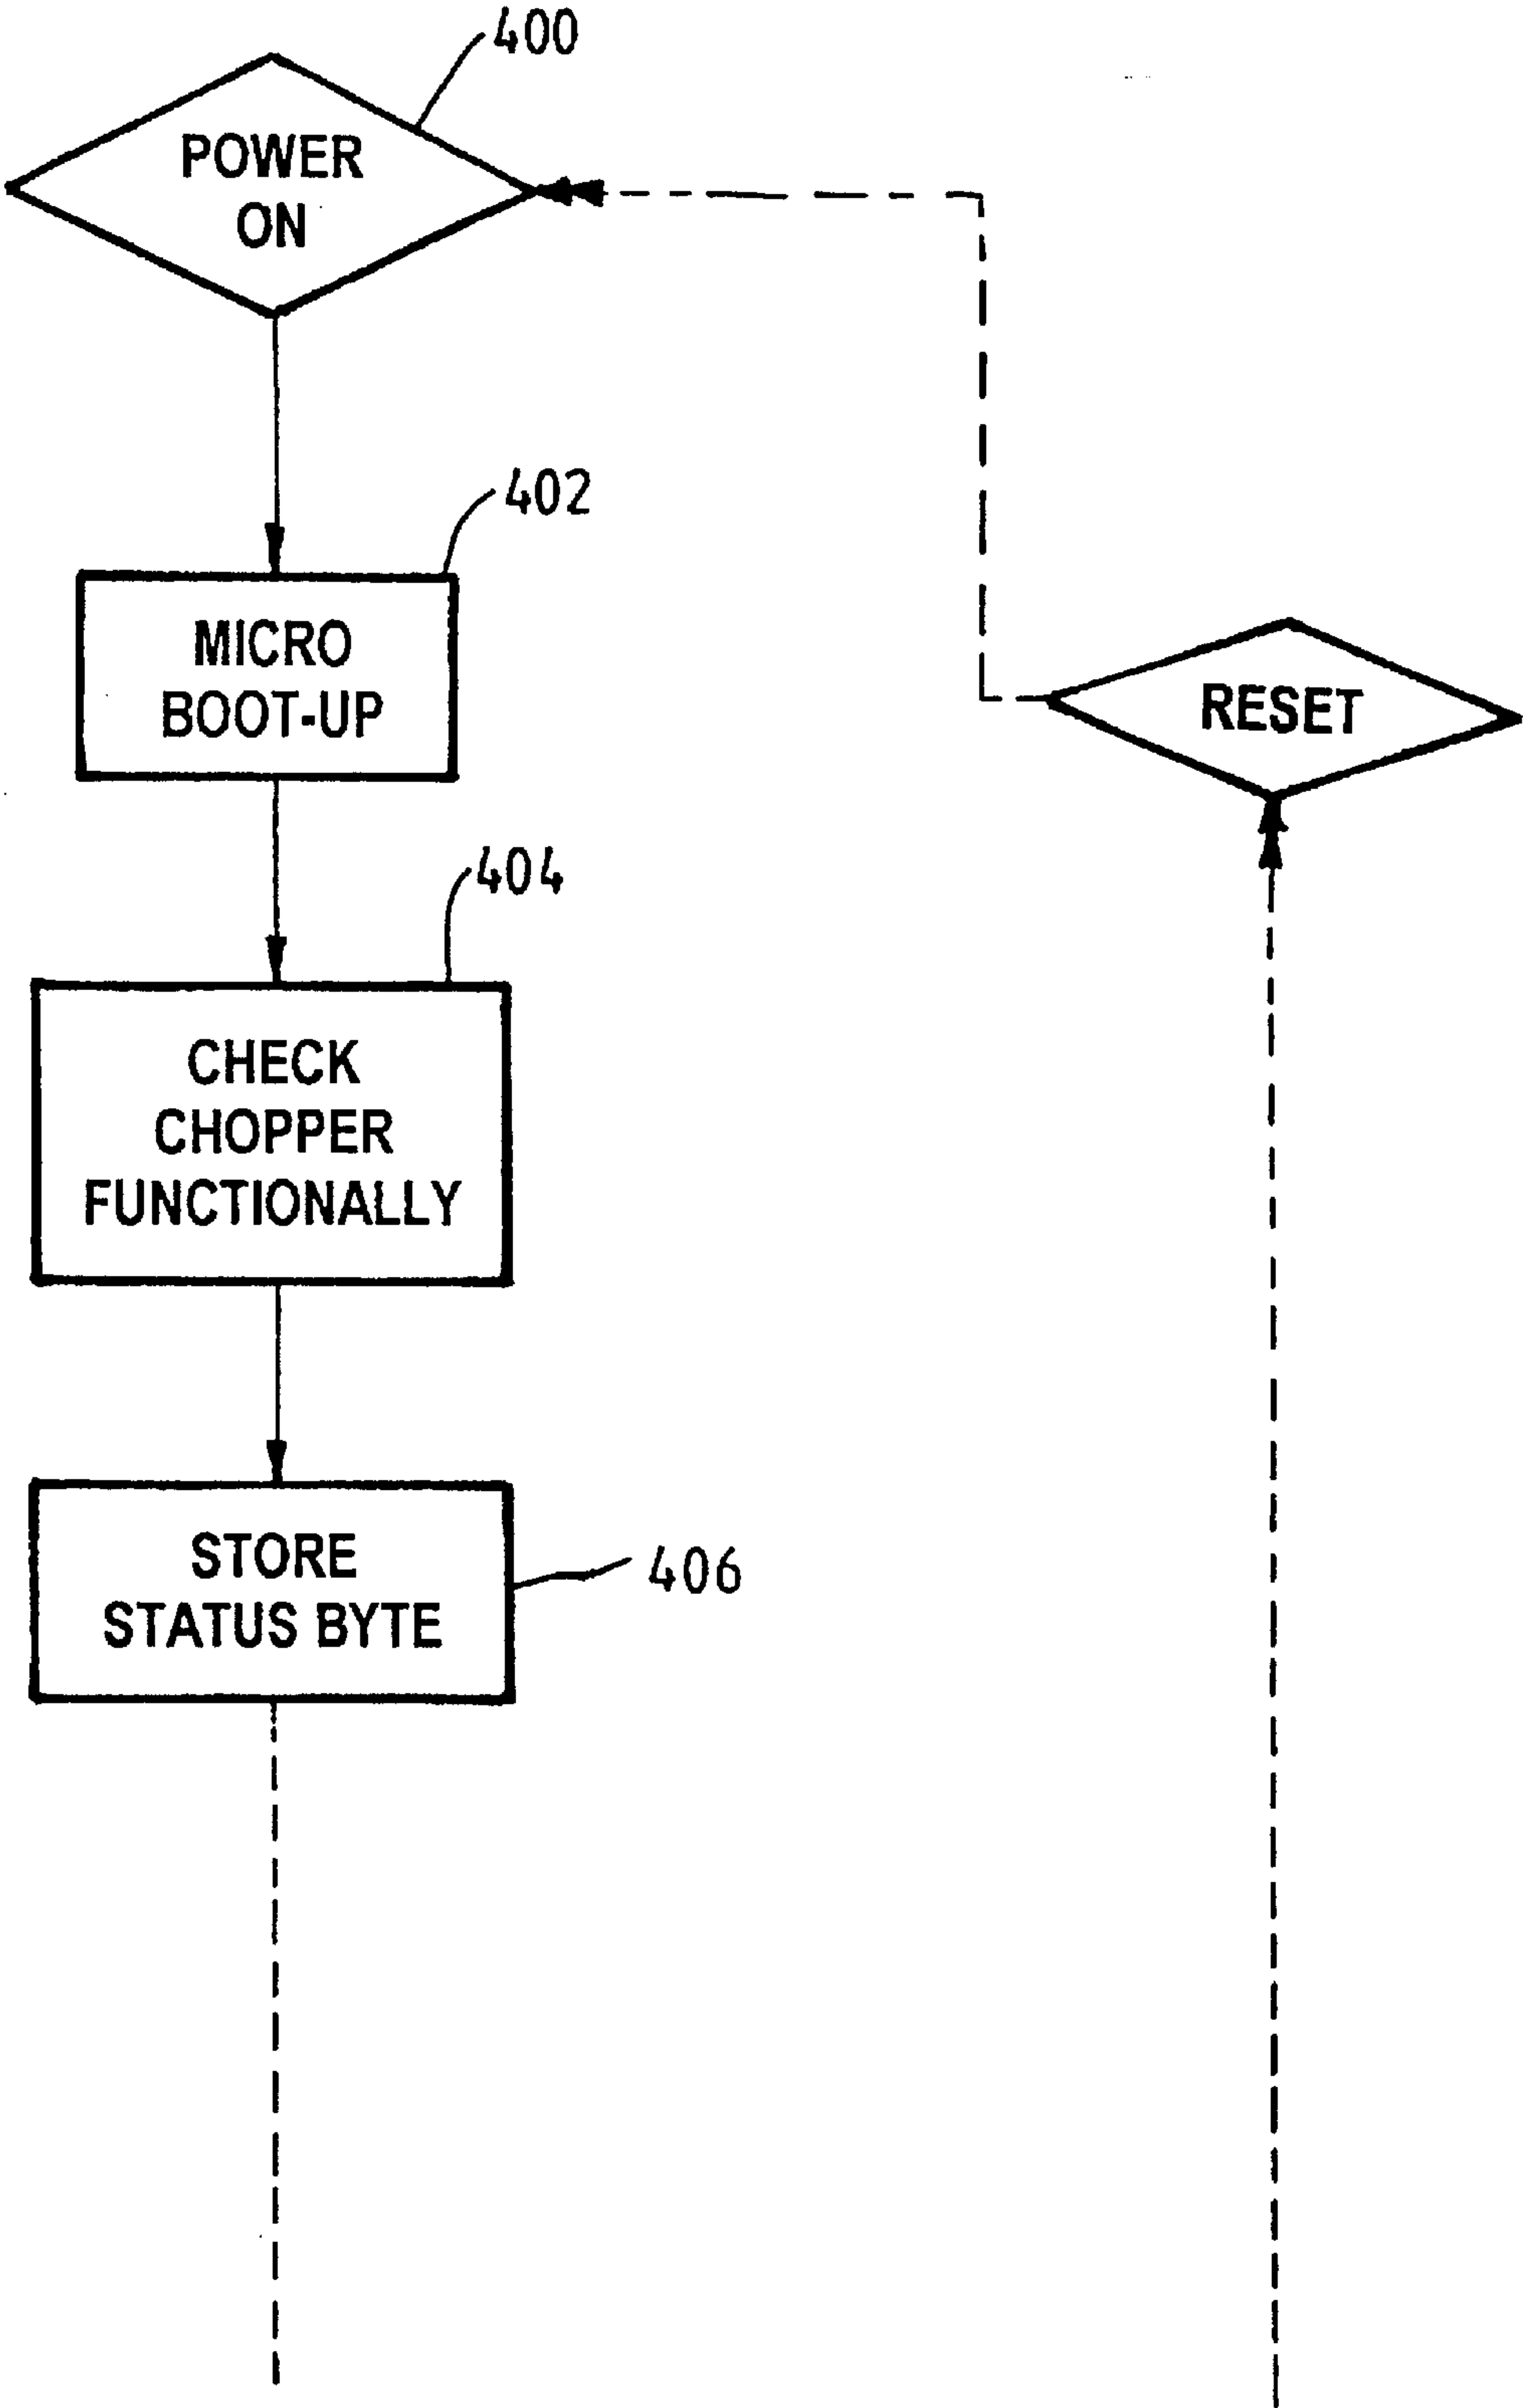 400
POWER
ON
402
MICRO
BOOT-UP
RESET
404
CHECK
CHOPPER
FUNCTIONALLY
STORE
STATUS BYTE
406